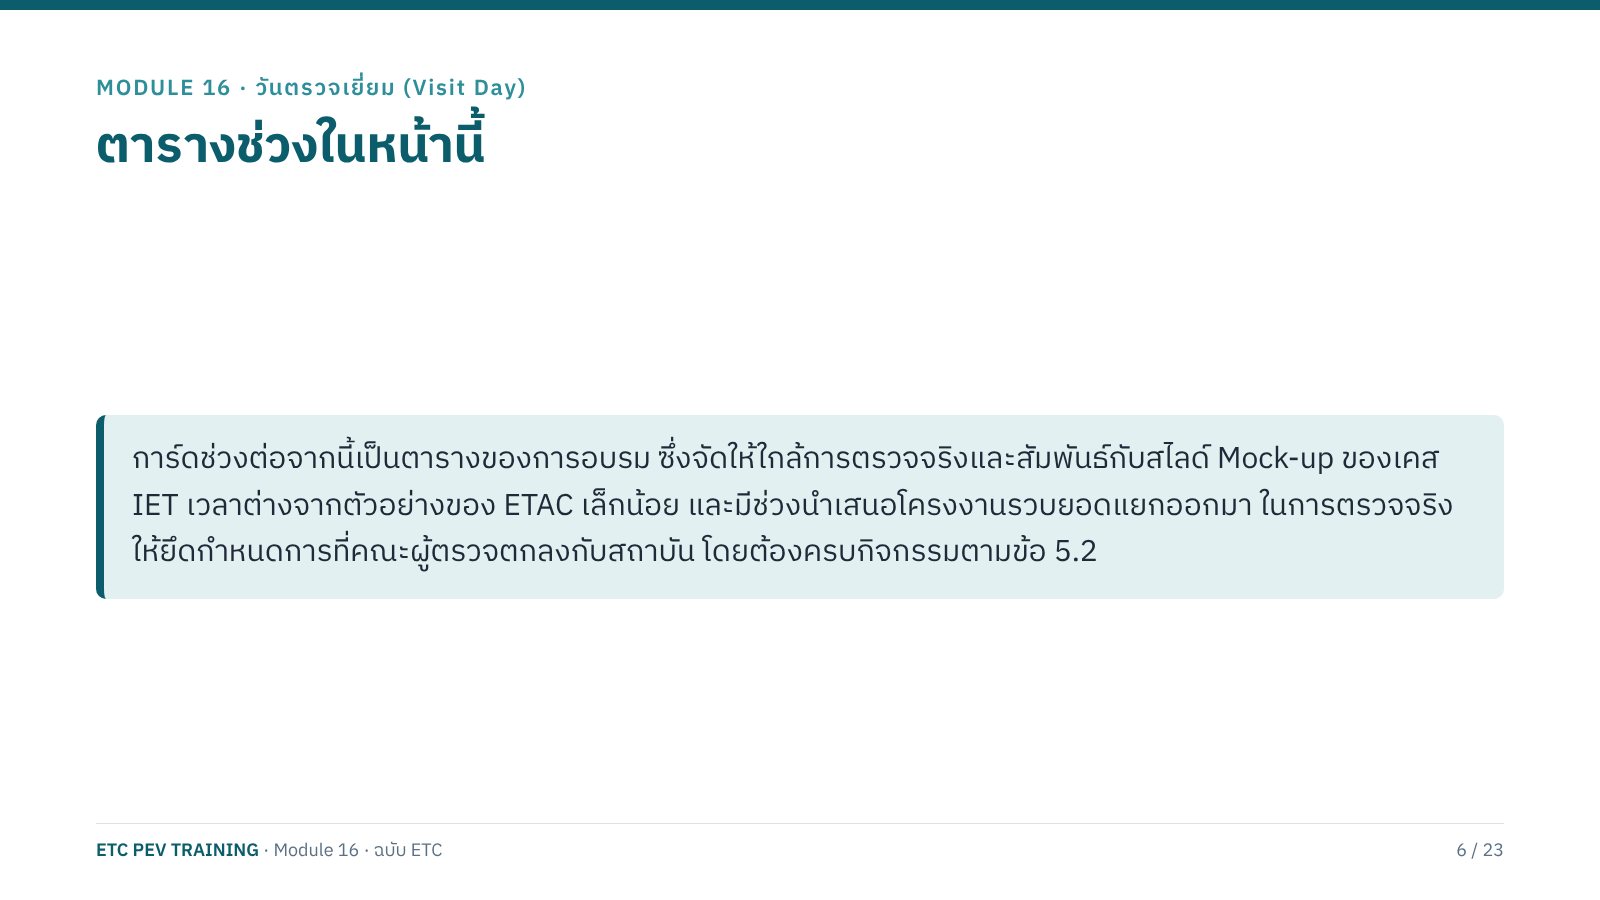 MODULE 16 · วันตรวจเยี่ยม (Visit Day)
ตารางช่วงในหน้านี้
การ์ดช่วงต่อจากนี้เป็นตารางของการอบรม ซึ่งจัดให้ใกล้การตรวจจริงและสัมพันธ์กับสไลด์ Mock-up ของเคส
IET เวลาต่างจากตัวอย่างของ ETAC เล็กน้อย และมีช่วงนำเสนอโครงงานรวบยอดแยกออกมา ในการตรวจจริง
ให้ยึดกำหนดการที่คณะผู้ตรวจตกลงกับสถาบัน โดยต้องครบกิจกรรมตามข้อ 5.2
ETC PEV TRAINING · Module 16 · ฉบับ ETC
6 / 23